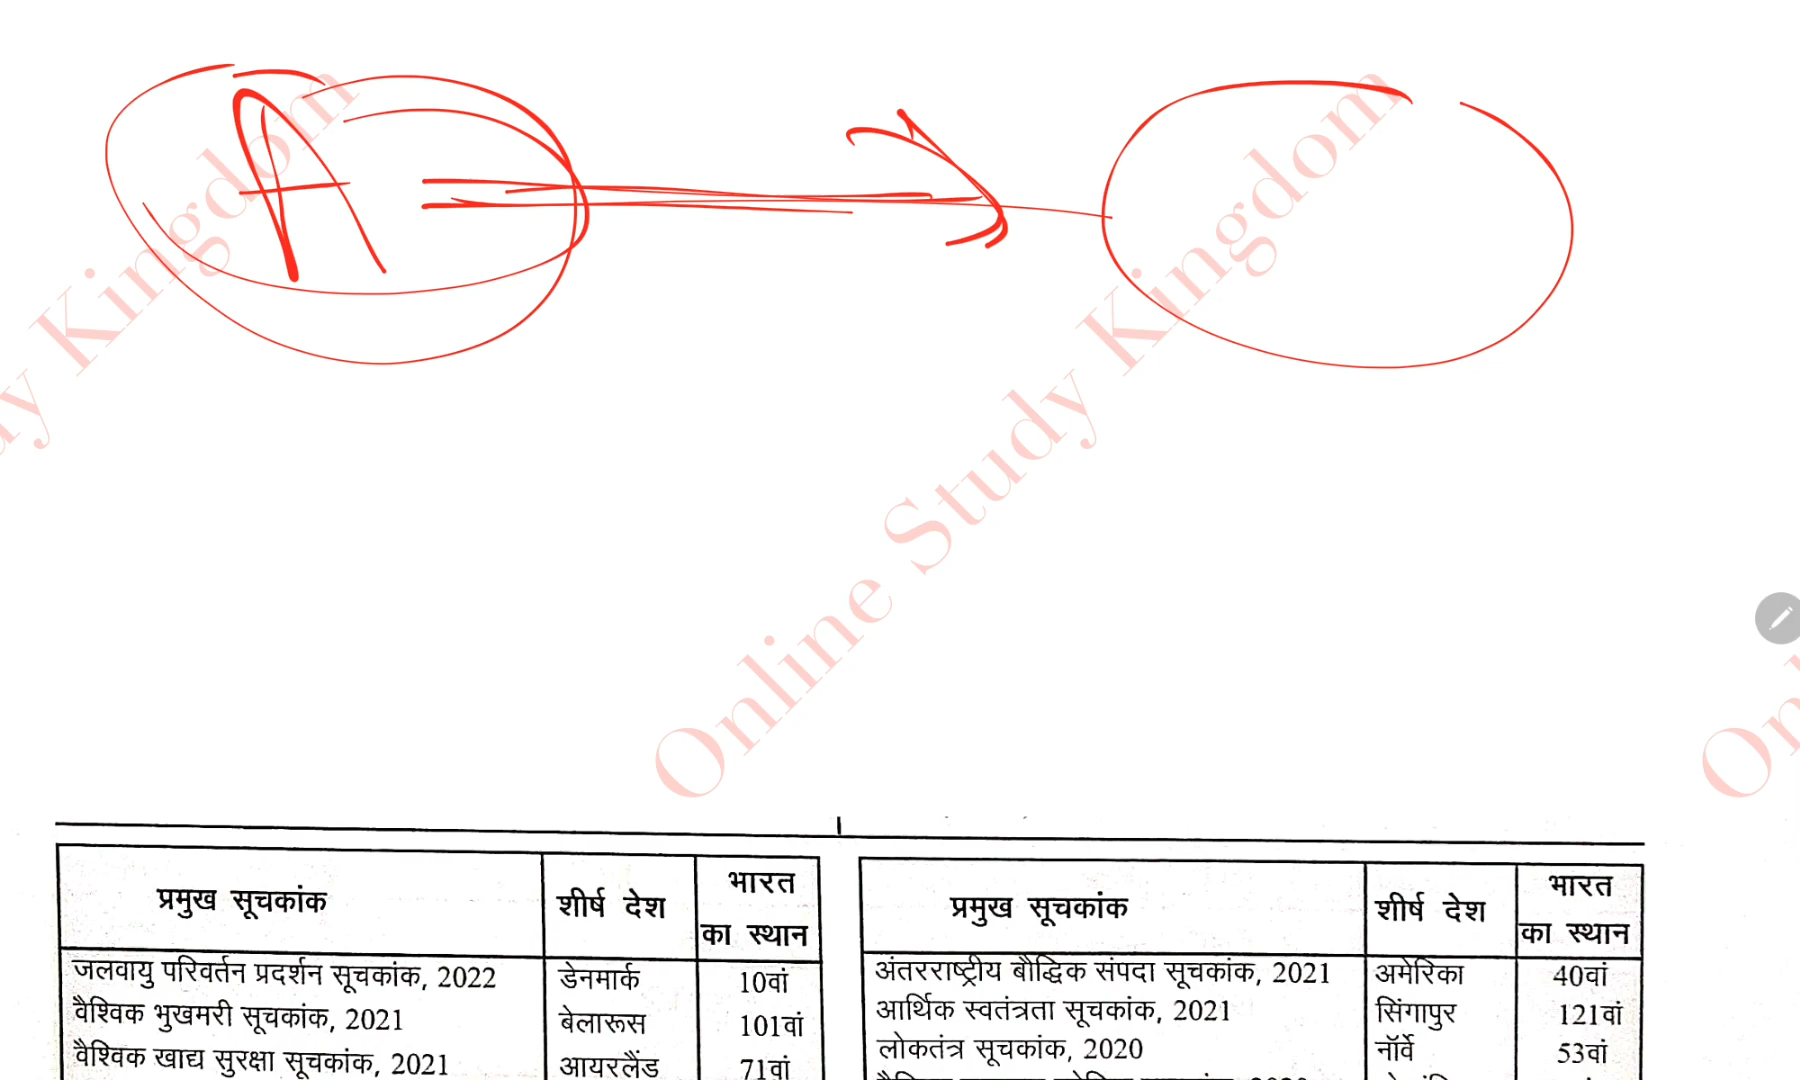 A
Online Study Kingdom
प्रमुख सूचकांक शीर्ष देश भारत का स्थान
जलवायु परिवर्तन प्रदर्शन सूचकांक, 2022 डेनमार्क 10वां
वैश्विक भुखमरी सूचकांक, 2021 बेलारूस 101वां
वैश्विक खाद्य सुरक्षा सूचकांक, 2021 आयरलैंड 71वां
प्रमुख सूचकांक शीर्ष देश भारत का स्थान
अंतरराष्ट्रीय बौद्धिक संपदा सूचकांक, 2021 अमेरिका 40वां
आर्थिक स्वतंत्रता सूचकांक, 2021 सिंगापुर 121वां
लोकतंत्र सूचकांक, 2020 नॉर्वे 53वां